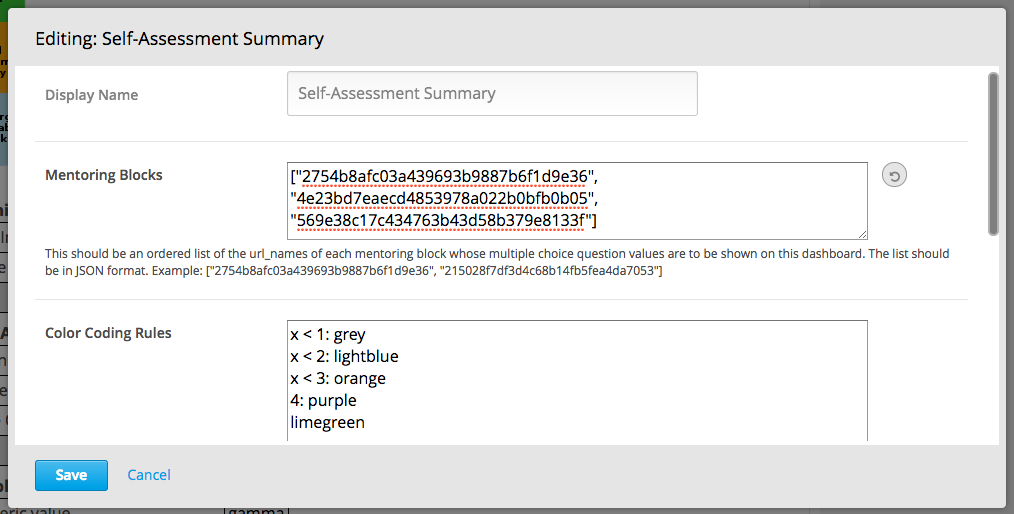 Editing: Self-Assessment Summary
Display Name
Self-Assessment Summary
Mentoring Blocks
["2754b8afc03a439693b9887b6f1d9e36",
"4e23bd7eaecd4853978a022b0bfb0b05",
"569e38c17c434763b43d58b379e8133f"]
This should be an ordered list of the url_names of each mentoring block whose multiple choice question values are to be shown on this dashboard. The list should
be in JSON format. Example: ["2754b8afc03a439693b9887b6f1d9e36", "215028f7df3d4c68b14fb5fea4da7053"]
Color Coding Rules
x < 1: grey
x < 2: lightblue
x < 3: orange
4: purple
limegreen
Save
Cancel
gamma